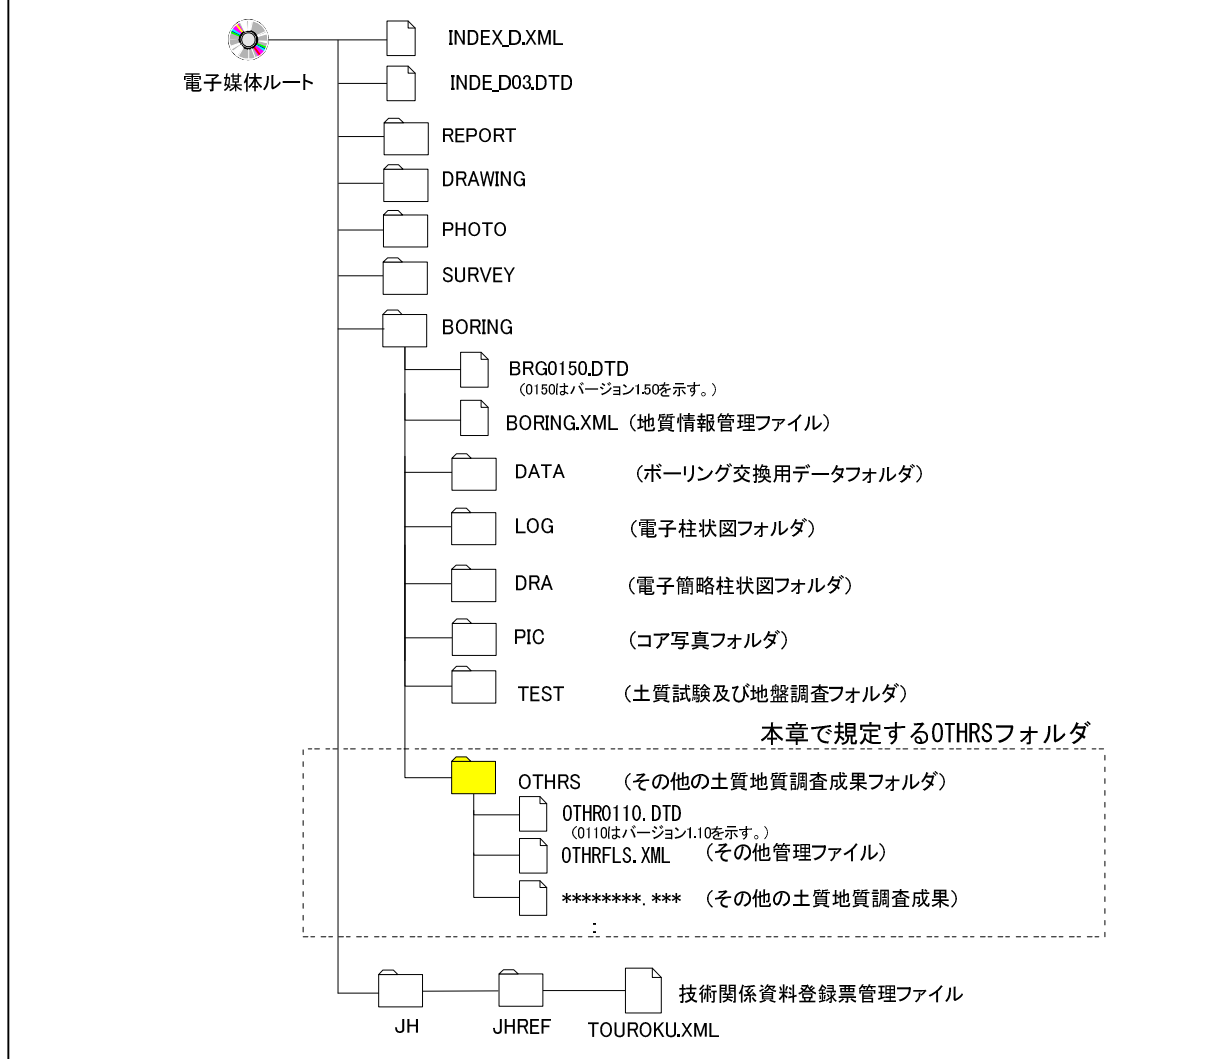 INDEX_D.XML
電子媒体ルート
INDE_D03.DTD
REPORT
DRAWING
PHOTO
SURVEY
BORING
BRG0150.DTD
（0150はバージョン1.50を示す。）
BORING.XML（地質情報管理ファイル）
DATA （ボーリング交換用データフォルダ）
LOG （電子柱状図フォルダ）
DRA （電子簡略柱状図フォルダ）
PIC （コア写真フォルダ）
TEST （土質試験及び地盤調査フォルダ）
本章で規定するOTHRSフォルダ
OTHRS （その他の土質地質調査成果フォルダ）
OTHR0110.DTD
（0110はバージョン1.10を示す。）
OTHRFLS.XML （その他管理ファイル）
********.*** （その他の土質地質調査成果）
:
技術関係資料登録票管理ファイル
JH JHREF TOUROKU.XML